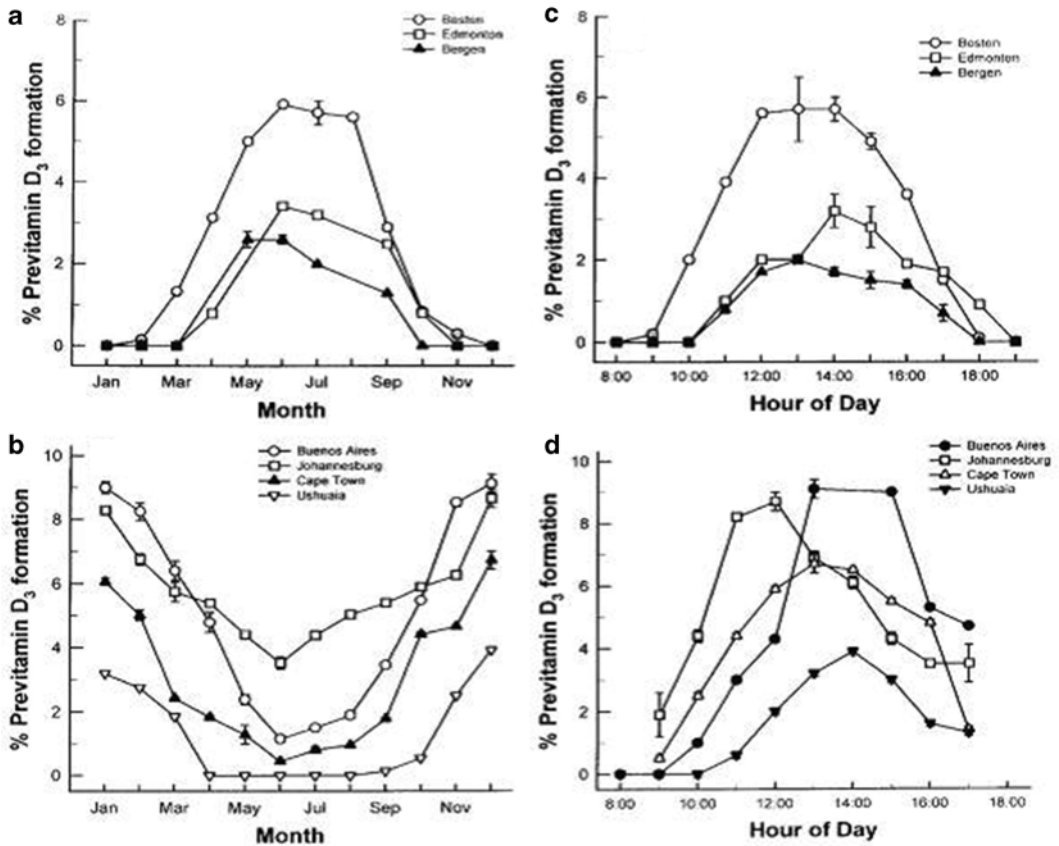 a
Boston
Edmonton
Bergen
8
6
4
2
0
% Previtamin D3 formation
Jan Mar May Jul Sep Nov
Month
c
Boston
Edmonton
Bergen
8
6
4
2
0
% Previtamin D3 formation
8:00 10:00 12:00 14:00 16:00 18:00
Hour of Day
b
Buenos Aires
Johannesburg
Cape Town
Ushuaia
10
8
6
4
2
0
% Previtamin D3 formation
Jan Mar May Jul Sep Nov
Month
d
Buenos Aires
Johannesburg
Cape Town
Ushuaia
10
8
6
4
2
0
% Previtamin D3 formation
8:00 10:00 12:00 14:00 16:00 18:00
Hour of Day